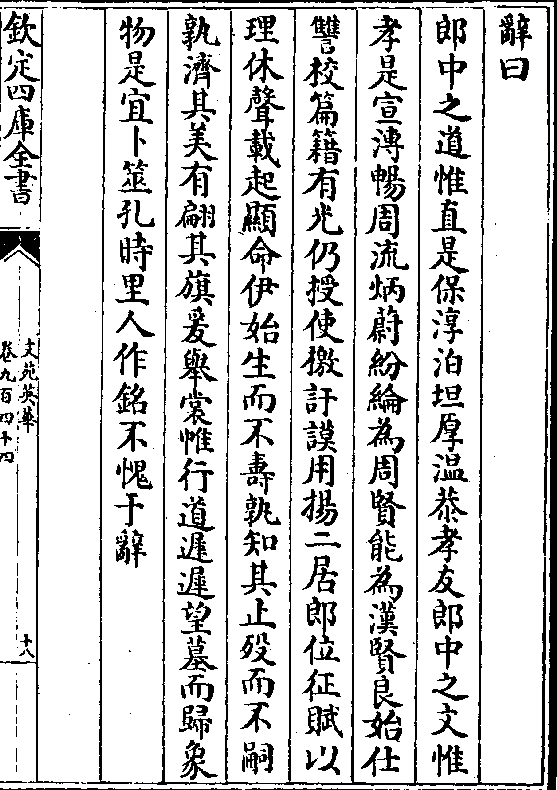 辭曰
郎中之道惟直是保淳泊坦厚温恭孝友郎中之文惟
孝是宣溥暢周流炳蔚紛綸為周賢能為漢賢良始仕
讐校篇籍有光仍授使檄訏謨用揚二居郎位征賦以
理休聲載起顯命伊始生而不壽孰知其止殁而不嗣
孰濟其美有翩其旗爰舉裳帷行道遲遲望墓而歸象
物是宜卜筮孔時里人作銘不愧于辭
欽定四庫全書
文苑英華
卷九百四十四
十八